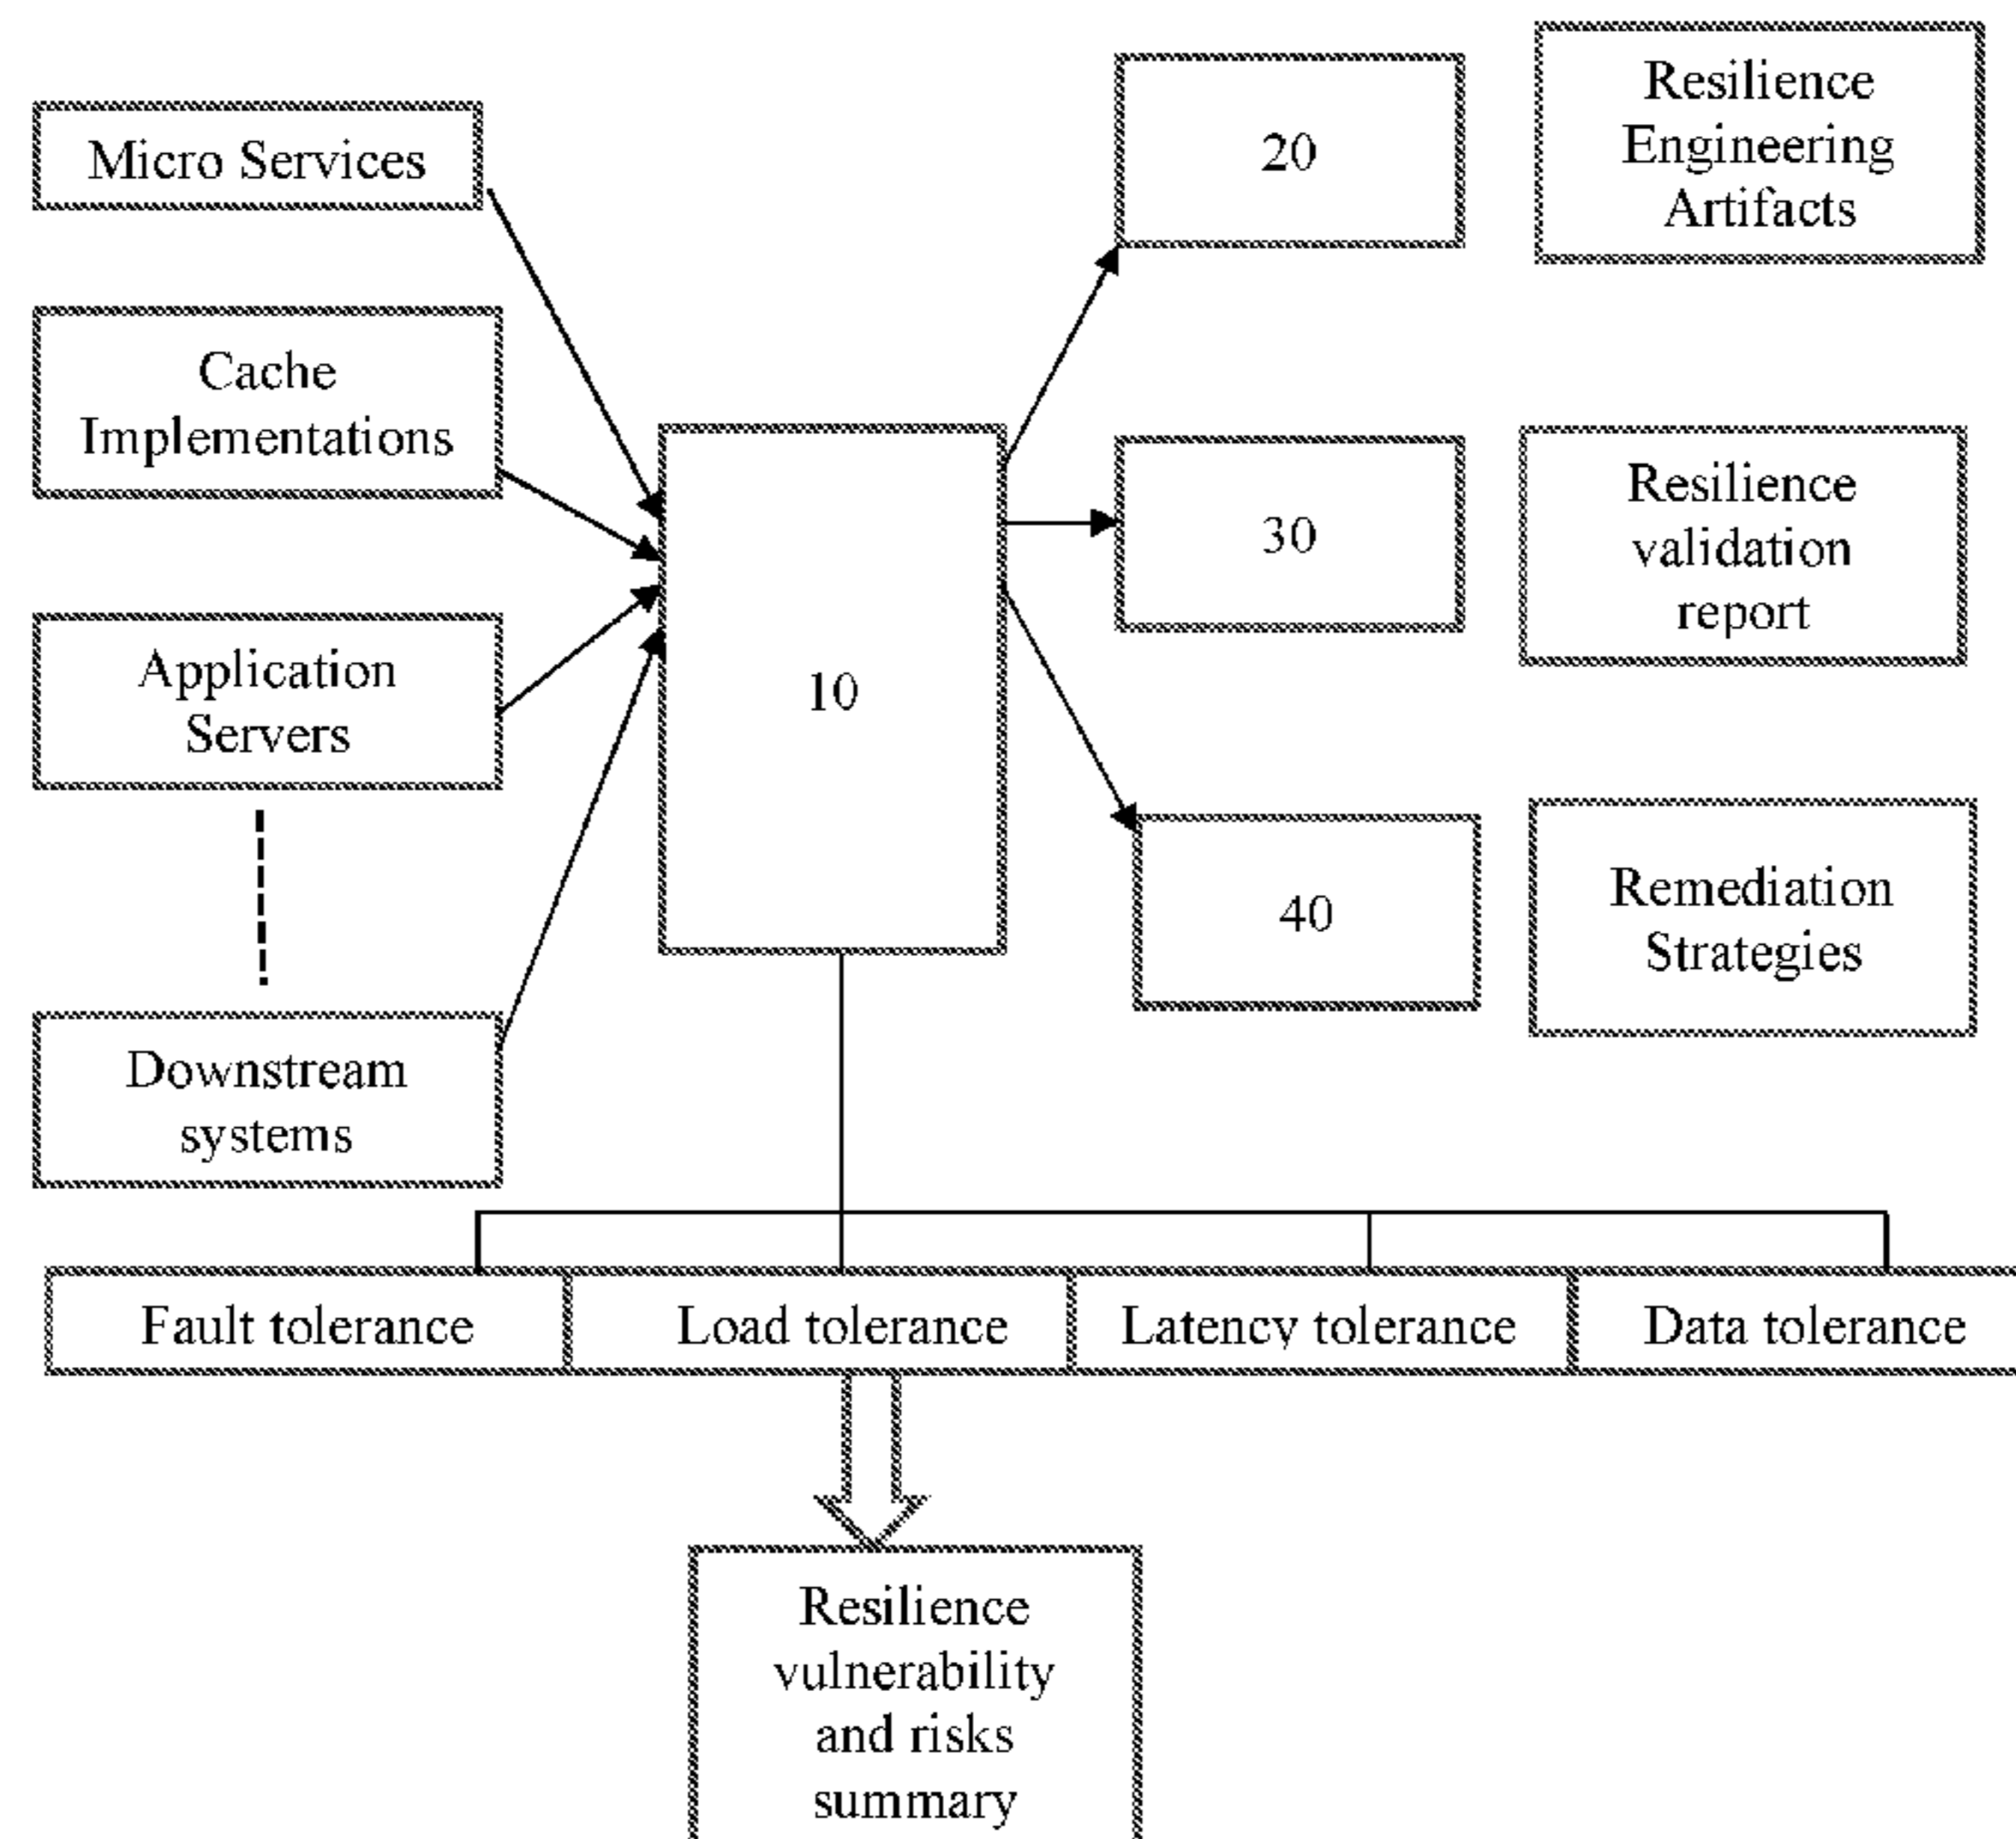 Micro Services
Cache
Implementations
Application
Servers
Downstream
systems
10
20
30
40
Resilience
Engineering
Artifacts
Resilience
validation
report
Remediation
Strategies
Fault tolerance
Load tolerance
Latency tolerance
Data tolerance
Resilience
vulnerability
and risks
summary